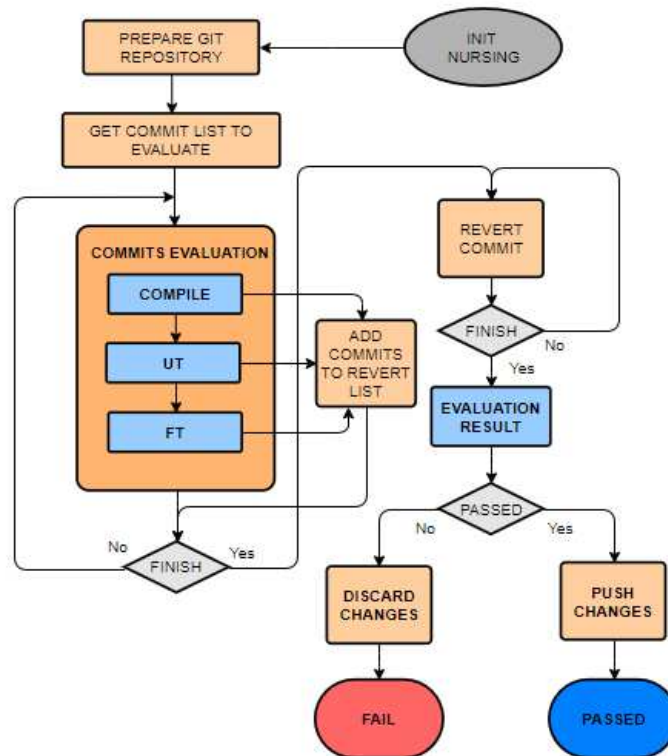 PREPARE GIT
REPOSITORY
INIT
NURSING
GET COMMIT LIST TO
EVALUATE
COMMITS EVALUATION
COMPILE
UT
FT
ADD
COMMITS
TO REVERT
LIST
No
FINISH
Yes
REVERT
COMMIT
FINISH
No
Yes
EVALUATION
RESULT
PASSED
No
Yes
DISCARD
CHANGES
PUSH
CHANGES
FAIL
PASSED